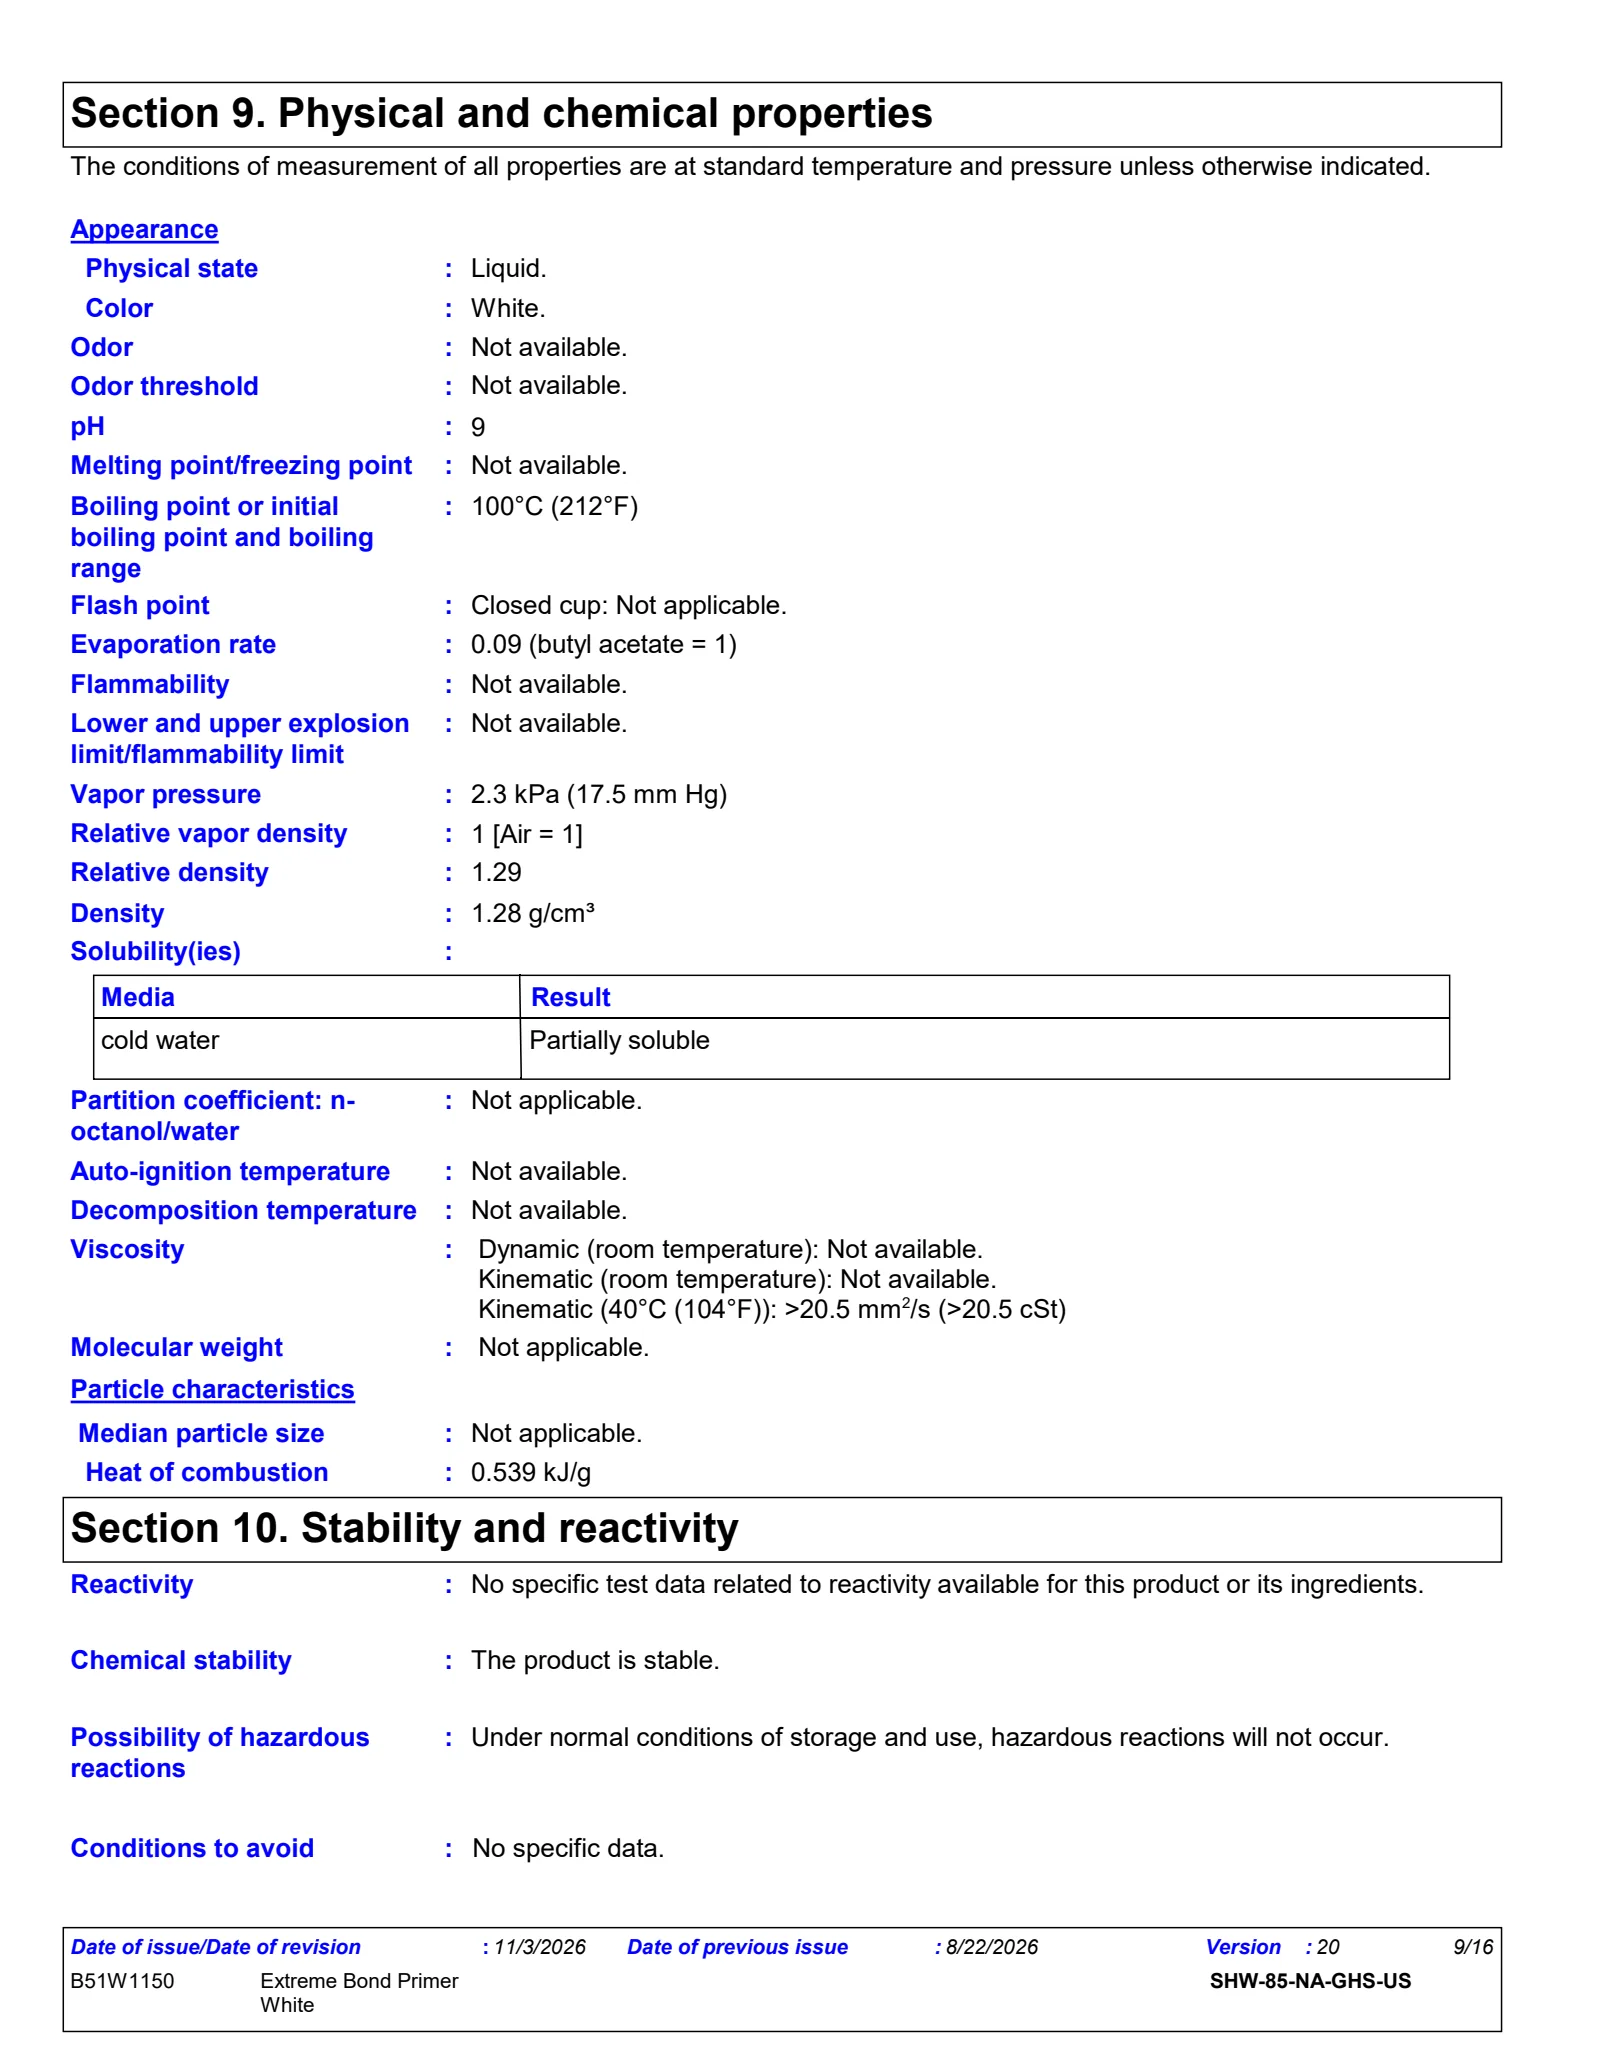 Section 9. Physical and chemical properties
The conditions of measurement of all properties are at standard temperature and pressure unless otherwise indicated.
Appearance
Physical state : Liquid.
Color : White.
Odor : Not available.
Odor threshold : Not available.
pH : 9
Melting point/freezing point : Not available.
Boiling point or initial : 100°C (212°F)
boiling point and boiling
range
Flash point : Closed cup: Not applicable.
Evaporation rate : 0.09 (butyl acetate = 1)
Flammability : Not available.
Lower and upper explosion : Not available.
limit/flammability limit
Vapor pressure : 2.3 kPa (17.5 mm Hg)
Relative vapor density : 1 [Air = 1]
Relative density : 1.29
Density : 1.28 g/cm³
Solubility(ies) :
Media Result
cold water Partially soluble
Partition coefficient: n- : Not applicable.
octanol/water
Auto-ignition temperature : Not available.
Decomposition temperature : Not available.
Viscosity : Dynamic (room temperature): Not available.
Kinematic (room temperature): Not available.
Kinematic (40°C (104°F)): >20.5 mm²/s (>20.5 cSt)
Molecular weight : Not applicable.
Particle characteristics
Median particle size : Not applicable.
Heat of combustion : 0.539 kJ/g
Section 10. Stability and reactivity
Reactivity : No specific test data related to reactivity available for this product or its ingredients.
Chemical stability : The product is stable.
Possibility of hazardous : Under normal conditions of storage and use, hazardous reactions will not occur.
reactions
Conditions to avoid : No specific data.
Date of issue/Date of revision : 11/3/2026 Date of previous issue : 8/22/2026 Version : 20 9/16
B51W1150 Extreme Bond Primer SHW-85-NA-GHS-US
White